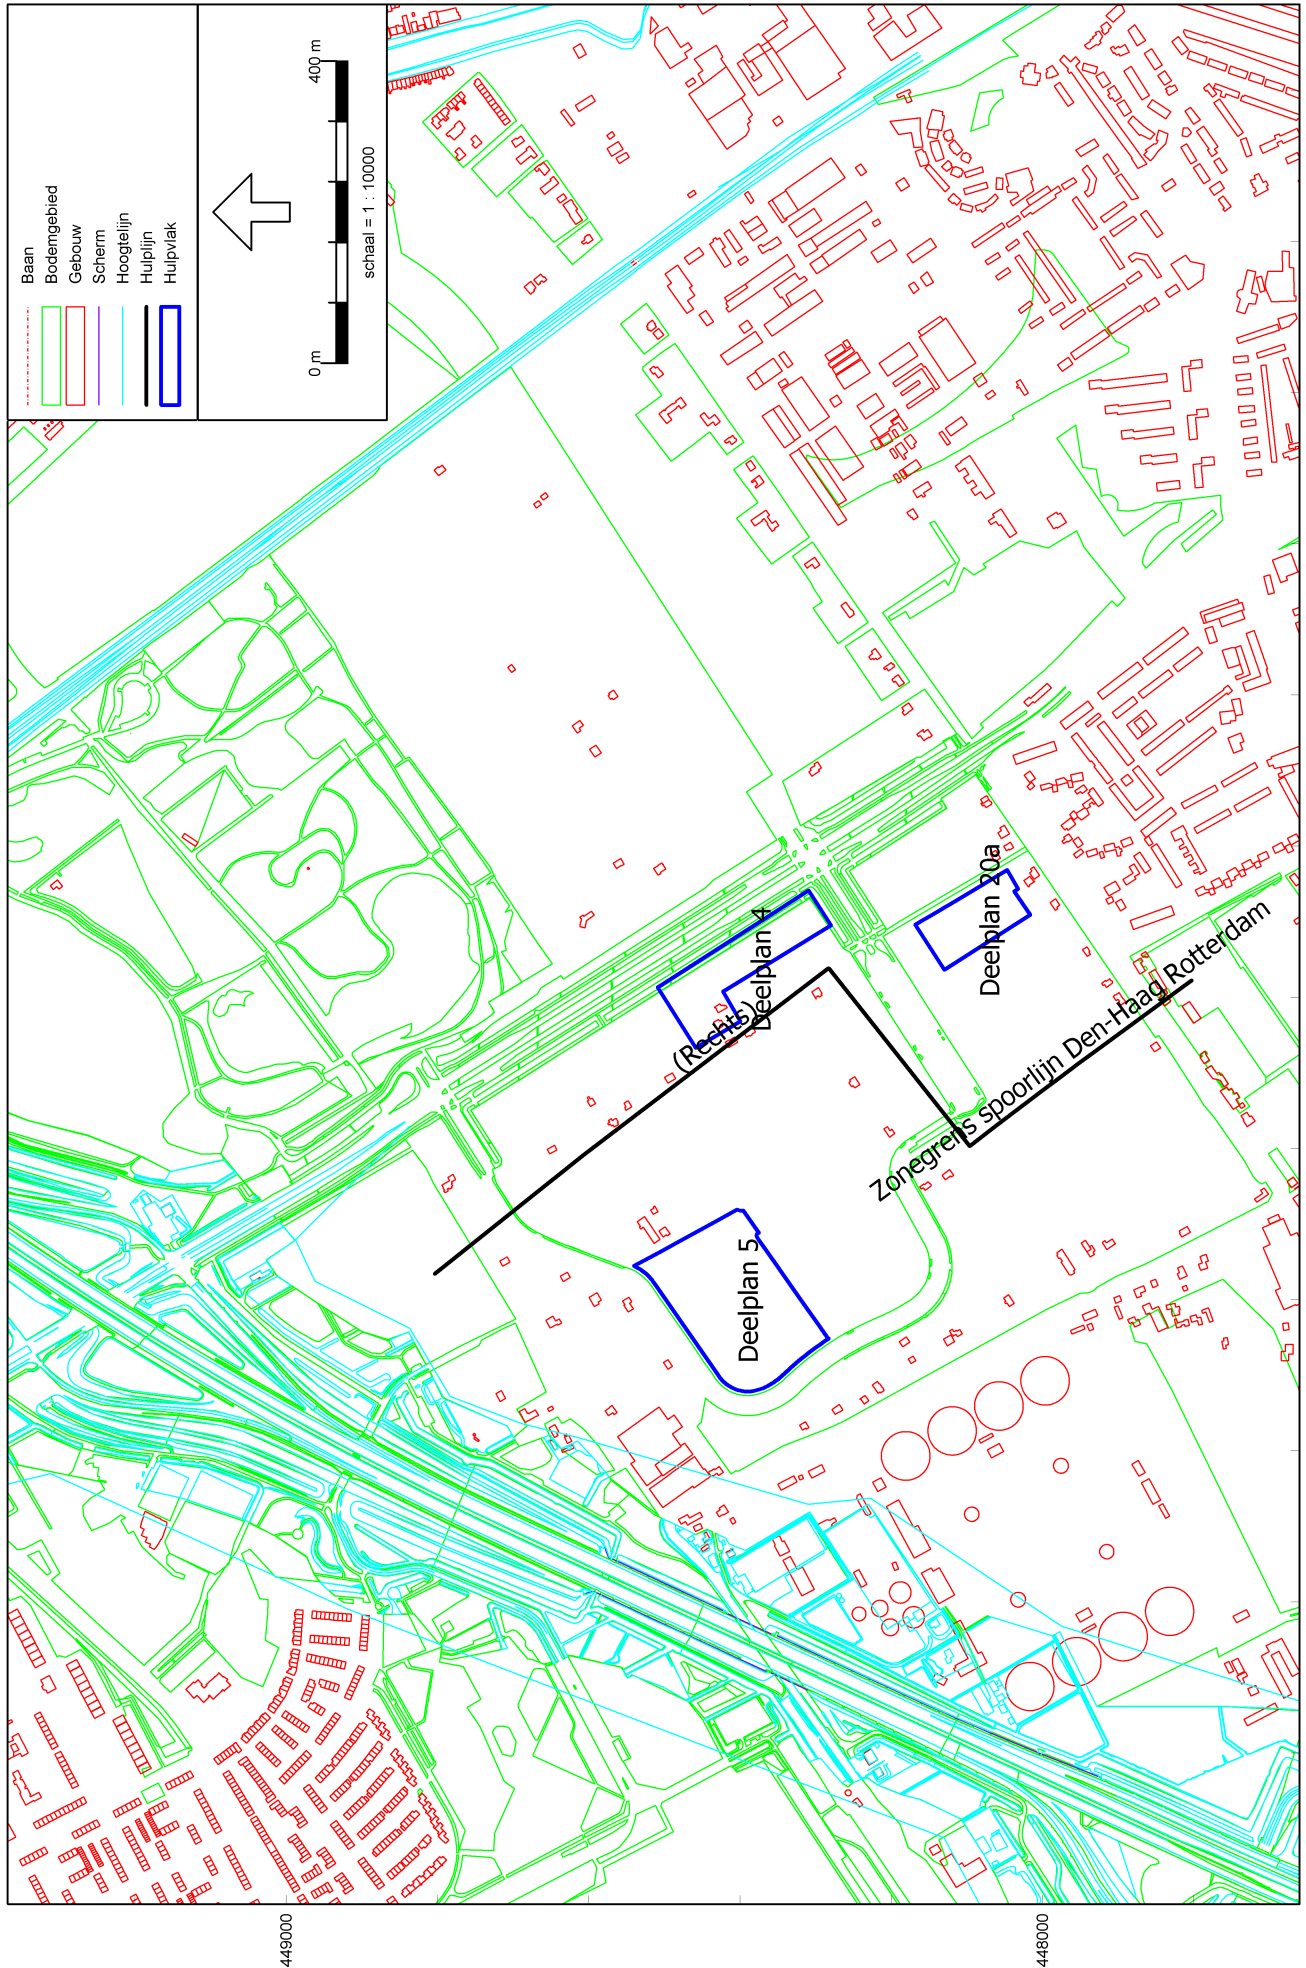 Baan
Bodemgebied
Gebouw
Scherm
Hoogtelijn
Hulplijn
Hulpvlak
0 m
400 m
schaal = 1 : 10000
Deelplan 4
(Rechts)
Deelplan 20a
Zonegrens spoorlijn Den-Haag Rotterdam
Deelplan 5
449000
448000